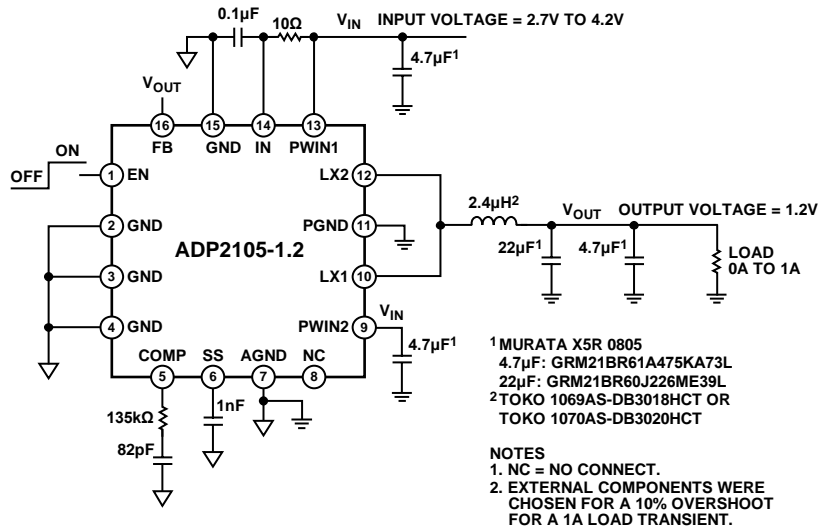 0.1µF
10Ω
VIN
INPUT VOLTAGE = 2.7V TO 4.2V
4.7µF1
VOUT
16
15
14
13
FB
GND
IN
PWIN1
ON
OFF
1
EN
LX2
12
2
GND
PGND
11
ADP2105-1.2
3
GND
LX1
10
4
GND
PWIN2
9
VIN
4.7µF1
COMP
SS
AGND
NC
5
6
7
8
135kΩ
82pF
1nF
2.4µH2
VOUT
OUTPUT VOLTAGE = 1.2V
22µF1
4.7µF1
LOAD
0A TO 1A
1 MURATA X5R 0805
4.7µF: GRM21BR61A475KA73L
22µF: GRM21BR60J226ME39L
2 TOKO 1069AS-DB3018HCT OR
TOKO 1070AS-DB3020HCT
NOTES
1. NC = NO CONNECT.
2. EXTERNAL COMPONENTS WERE
CHOSEN FOR A 10% OVERSHOOT
FOR A 1A LOAD TRANSIENT.